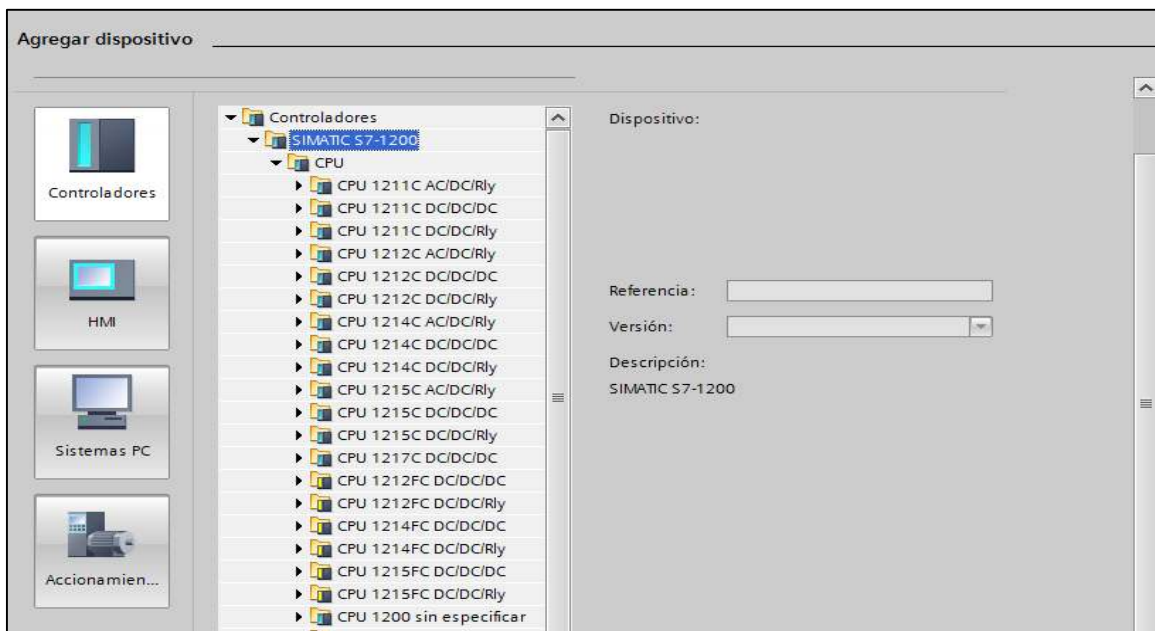 Agregar dispositivo
Controladores
HMI
Sistemas PC
Accionamien...
Controladores
SIMATIC S7-1200
CPU
CPU 1211C AC/DC/Rly
CPU 1211C DC/DC/DC
CPU 1211C DC/DC/Rly
CPU 1212C AC/DC/Rly
CPU 1212C DC/DC/DC
CPU 1212C DC/DC/Rly
CPU 1214C AC/DC/Rly
CPU 1214C DC/DC/DC
CPU 1214C DC/DC/Rly
CPU 1215C AC/DC/Rly
CPU 1215C DC/DC/DC
CPU 1215C DC/DC/Rly
CPU 1217C DC/DC/DC
CPU 1212FC DC/DC/DC
CPU 1212FC DC/DC/Rly
CPU 1214FC DC/DC/DC
CPU 1214FC DC/DC/Rly
CPU 1215FC DC/DC/DC
CPU 1215FC DC/DC/Rly
CPU 1200 sin especificar
Dispositivo:
Referencia:
Versión:
Descripción:
SIMATIC S7-1200